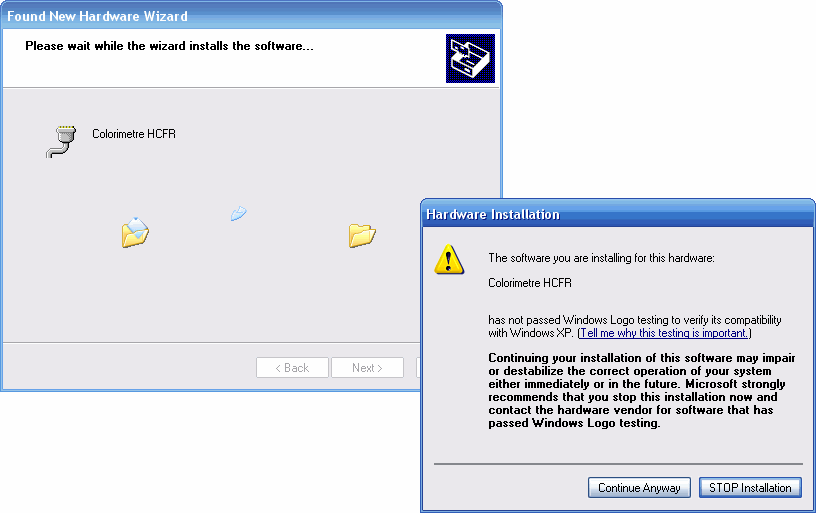 Found New Hardware Wizard
Please wait while the wizard installs the software...
Colorimetre HCFR
< Back
Next >
Hardware Installation
The software you are installing for this hardware:
Colorimetre HCFR
has not passed Windows Logo testing to verify its compatibility
with Windows XP. (Tell me why this testing is important.)
Continuing your installation of this software may impair
or destabilize the correct operation of your system
either immediately or in the future. Microsoft strongly
recommends that you stop this installation now and
contact the hardware vendor for software that has
passed Windows Logo testing.
Continue Anyway
STOP Installation